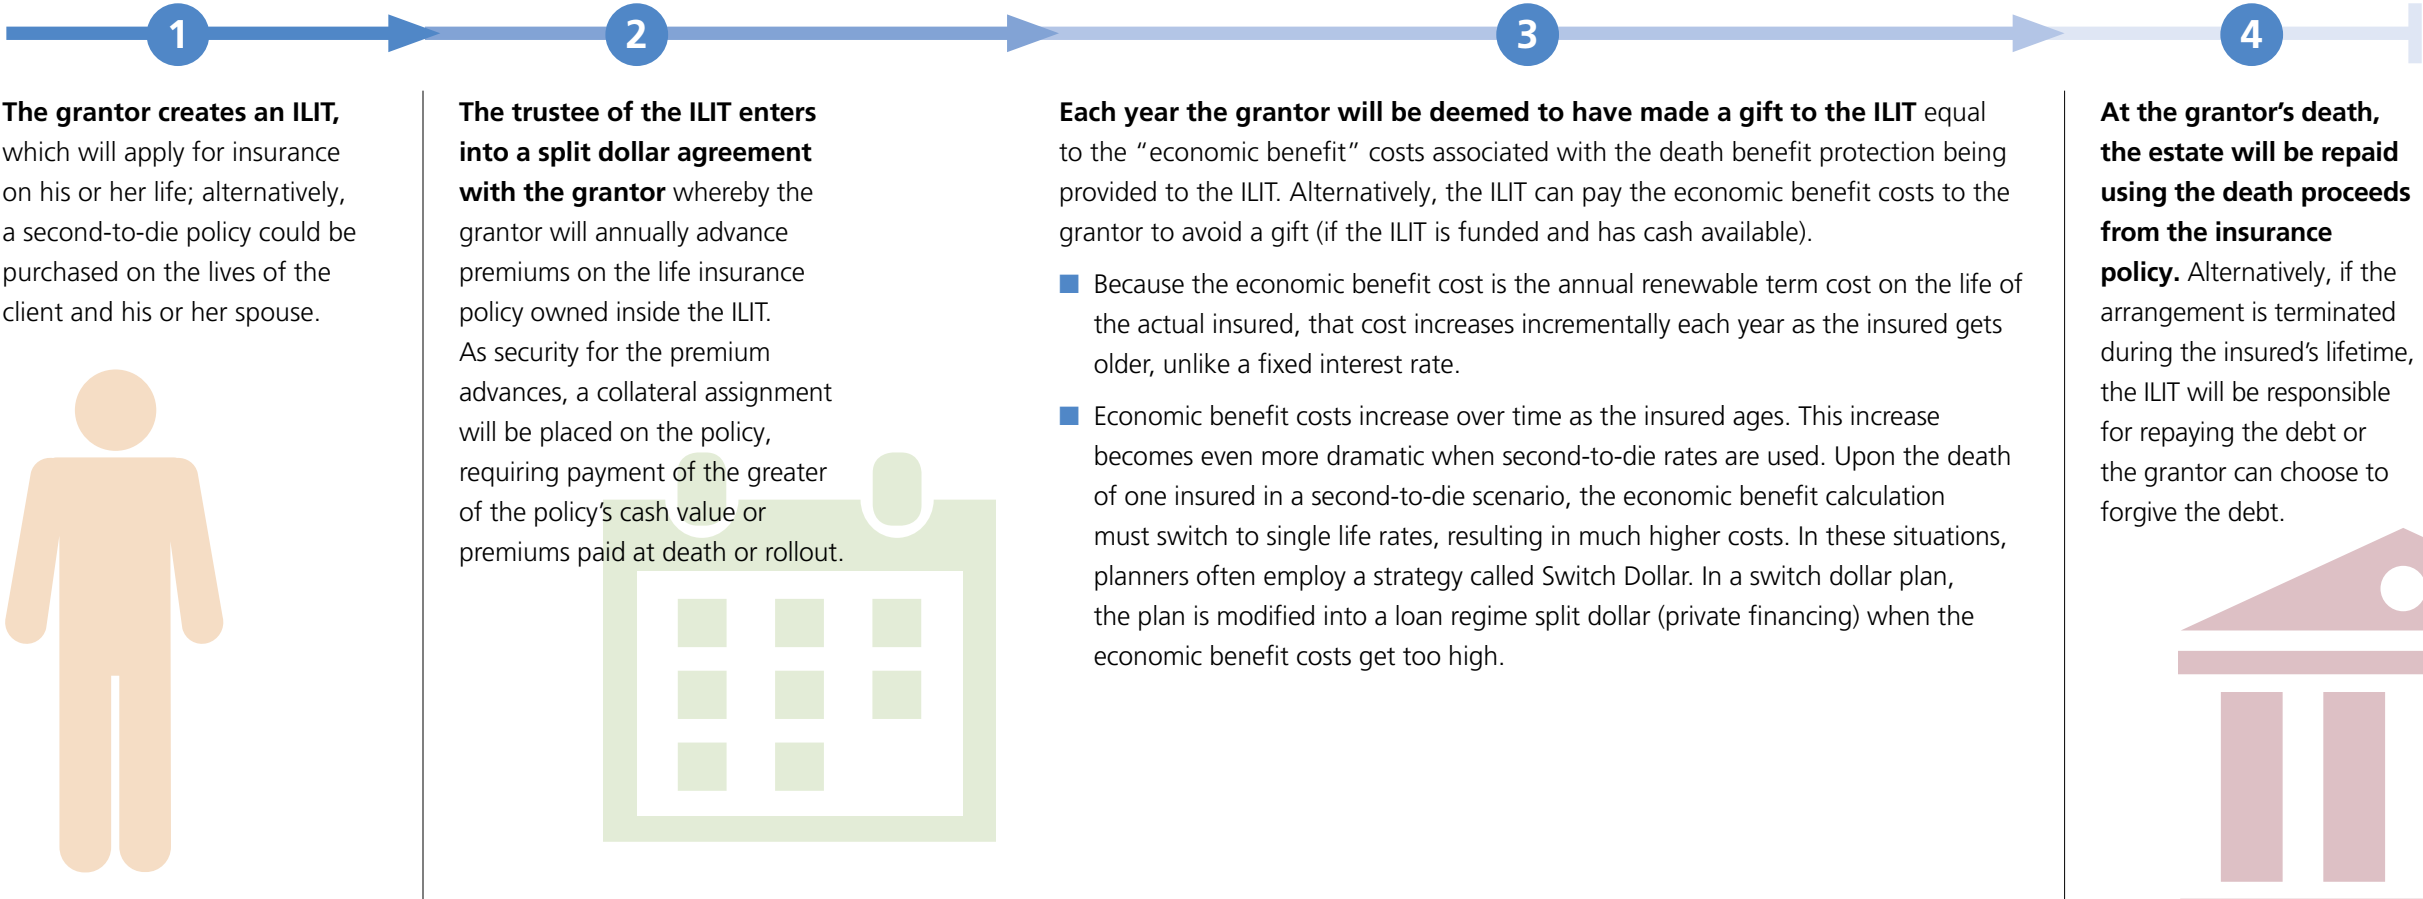 1
The grantor creates an ILIT,
which will apply for insurance
on his or her life; alternatively,
a second-to-die policy could be
purchased on the lives of the
client and his or her spouse.
2
The trustee of the ILIT enters
into a split dollar agreement
with the grantor whereby the
grantor will annually advance
premiums on the life insurance
policy owned inside the ILIT.
As security for the premium
advances, a collateral assignment
will be placed on the policy,
requiring payment of the greater
of the policy’s cash value or
premiums paid at death or rollout.
3
Each year the grantor will be deemed to have made a gift to the ILIT equal
to the “economic benefit” costs associated with the death benefit protection being
provided to the ILIT. Alternatively, the ILIT can pay the economic benefit costs to the
grantor to avoid a gift (if the ILIT is funded and has cash available).
■ Because the economic benefit cost is the annual renewable term cost on the life of
the actual insured, that cost increases incrementally each year as the insured gets
older, unlike a fixed interest rate.
■ Economic benefit costs increase over time as the insured ages. This increase
becomes even more dramatic when second-to-die rates are used. Upon the death
of one insured in a second-to-die scenario, the economic benefit calculation
must switch to single life rates, resulting in much higher costs. In these situations,
planners often employ a strategy called Switch Dollar. In a switch dollar plan,
the plan is modified into a loan regime split dollar (private financing) when the
economic benefit costs get too high.
4
At the grantor’s death,
the estate will be repaid
using the death proceeds
from the insurance
policy. Alternatively, if the
arrangement is terminated
during the insured’s lifetime,
the ILIT will be responsible
for repaying the debt or
the grantor can choose to
forgive the debt.